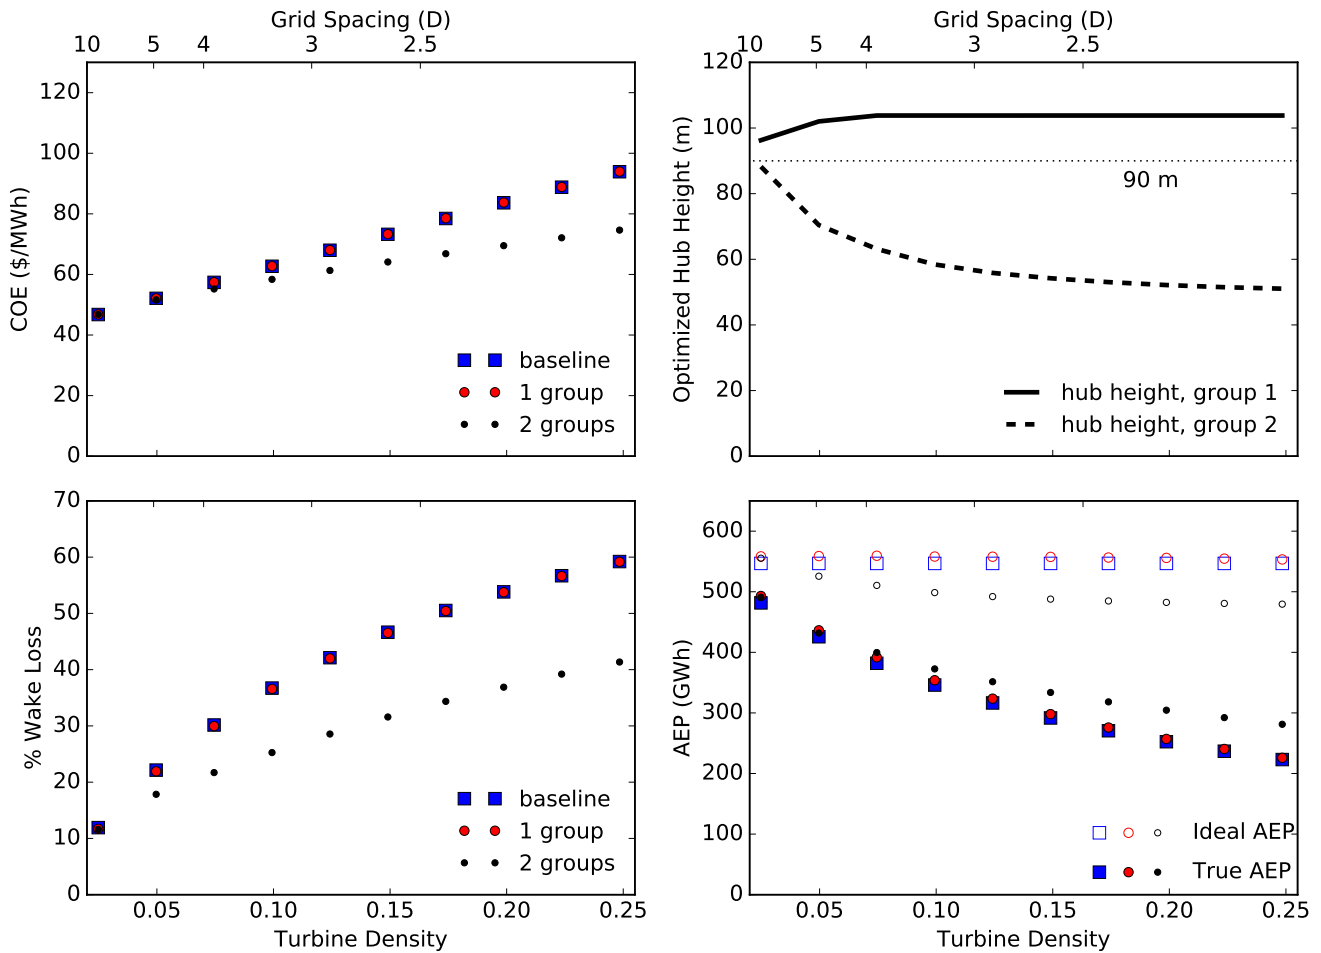 Grid Spacing (D)
10 5 4 3 2.5
120
100
80
60
40
20
0
COE ($/MWh)
baseline
1 group
2 groups
Grid Spacing (D)
10 5 4 3 2.5
120
100
80
60
40
20
0
Optimized Hub Height (m)
90 m
hub height, group 1
hub height, group 2
70
60
50
40
30
20
10
0
% Wake Loss
baseline
1 group
2 groups
0.05 0.10 0.15 0.20 0.25
Turbine Density
600
500
400
300
200
100
0
AEP (GWh)
Ideal AEP
True AEP
0.05 0.10 0.15 0.20 0.25
Turbine Density